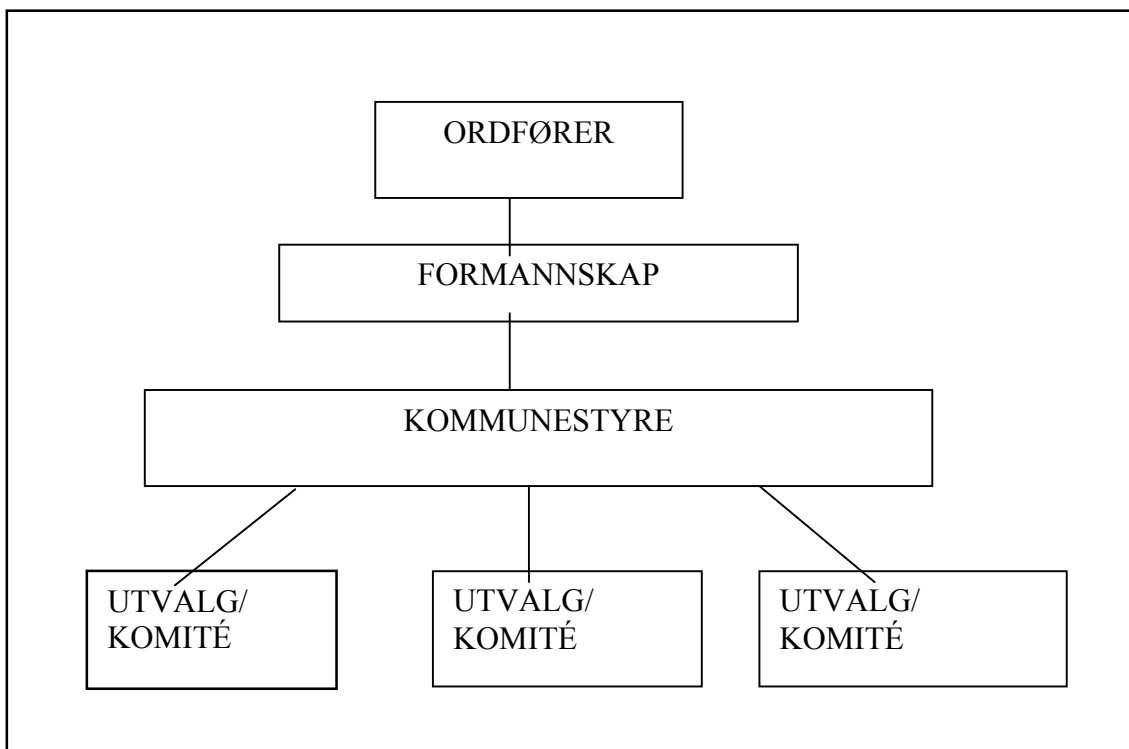 ORDFØRER
FORMANNSKAP
KOMMUNESTYRE
UTVALG/
KOMITÉ
UTVALG/
KOMITÉ
UTVALG/
KOMITÉ